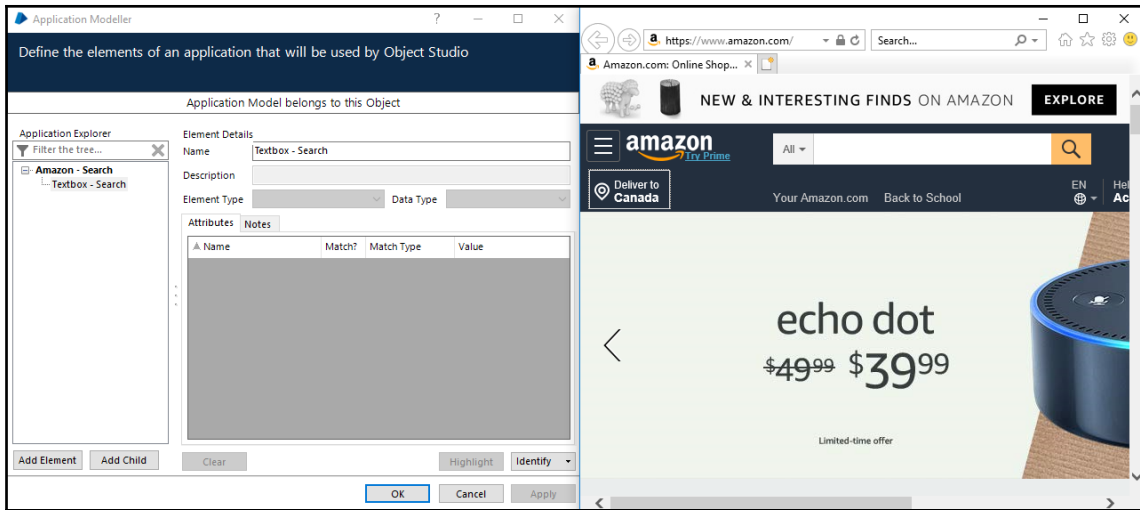 Application Modeller
?
Define the elements of an application that will be used by Object Studio
Application Model belongs to this Object
Application Explorer
Filter the tree...
Amazon - Search
Textbox - Search
Element Details
Name Textbox - Search
Description
Element Type Data Type
Attributes Notes
Name Match? Match Type Value
Add Element Add Child Clear Highlight Identify
OK Cancel Apply
a https://www.amazon.com/ Search...
a Amazon.com: Online Shop...
NEW & INTERESTING FINDS ON AMAZON EXPLORE
amazon
Try Prime
All
Deliver to
Canada
Your Amazon.com Back to School
EN
Hel
Ac
echo dot
$4999 $3999
Limited-time offer